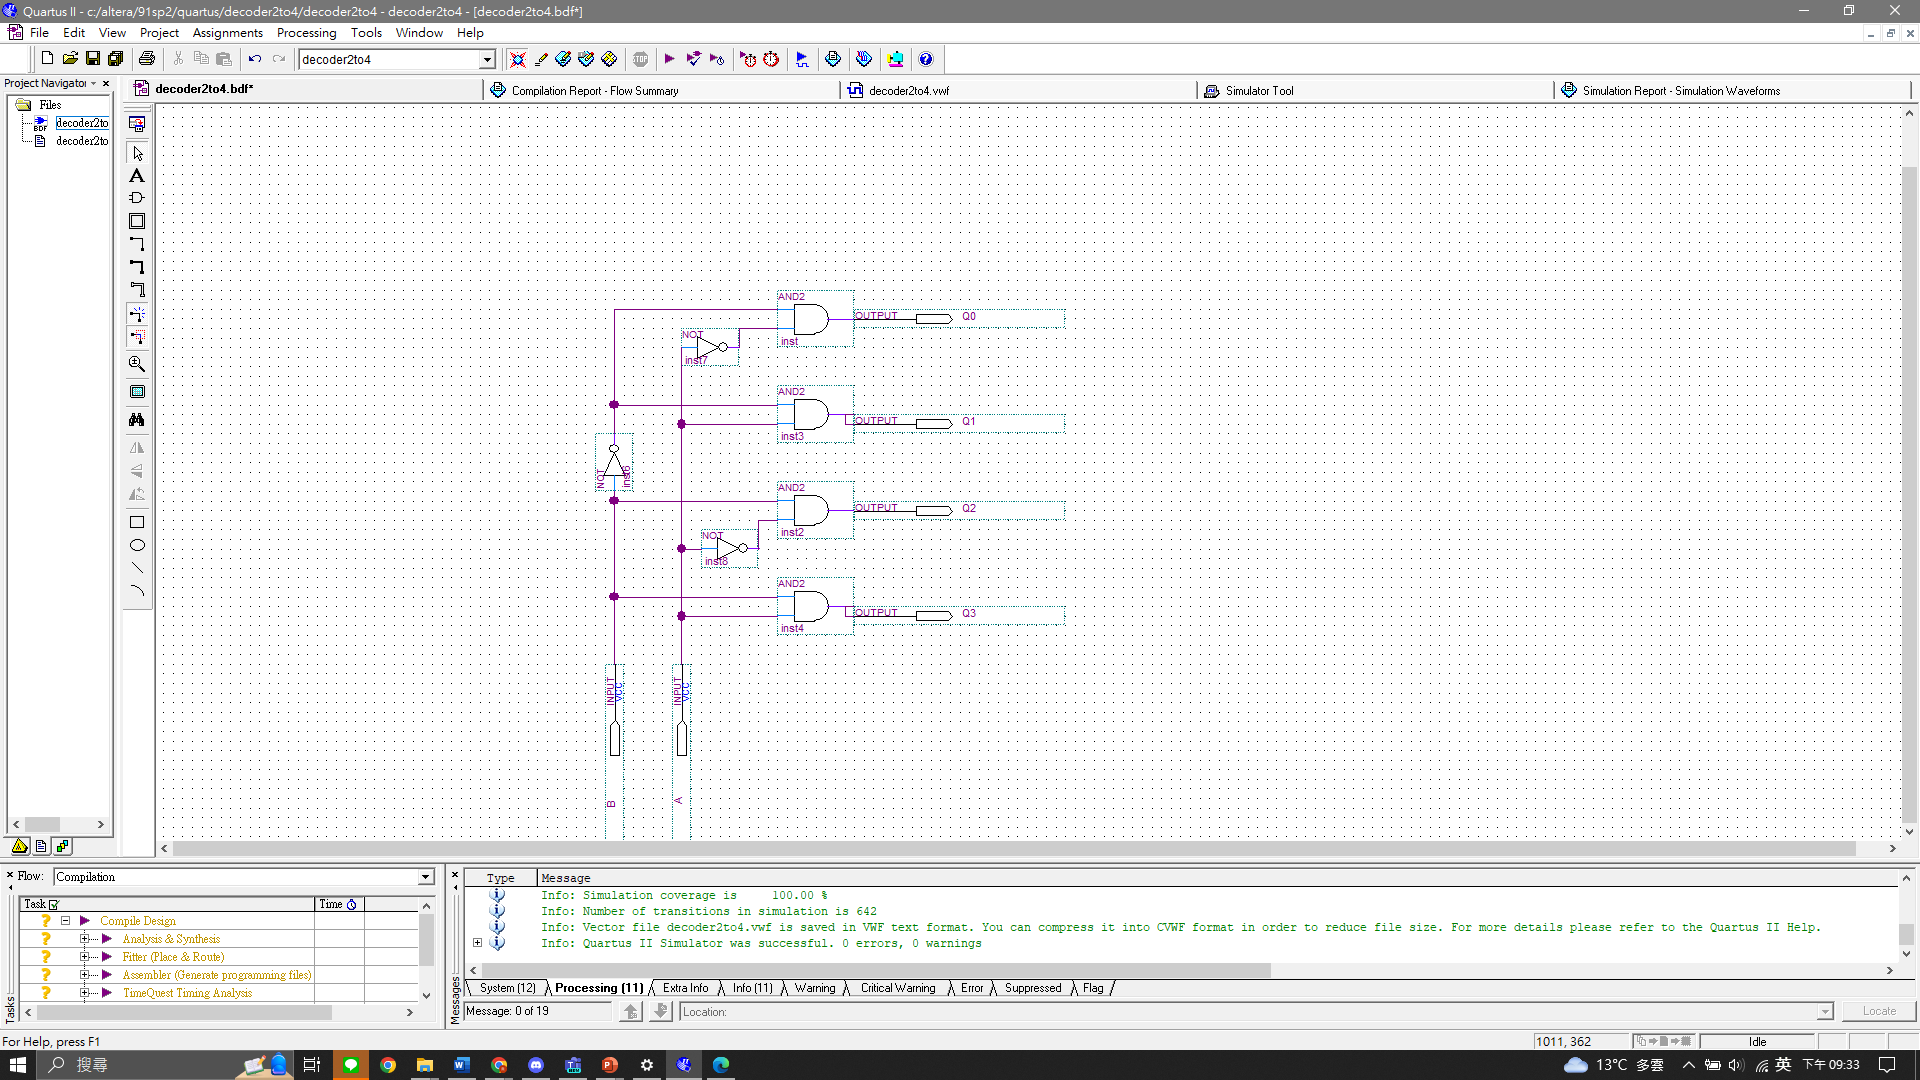 Quartus II - c:/altera/91sp2/quartus/decoder2to4/decoder2to4 - decoder2to4 - [decoder2to4.bdf*]
File Edit View Project Assignments Processing Tools Window Help
decoder2to4
STOP
Project Navigator
Files
decoder2to
decoder2to
BDF
decoder2to4.bdf*
Compilation Report - Flow Summary
decoder2to4.vwf
Simulator Tool
Simulation Report - Simulation Waveforms
AND2
inst
OUTPUT
Q0
NOT
inst7
AND2
inst3
OUTPUT
Q1
NOT
inst6
AND2
inst2
OUTPUT
Q2
NOT
inst8
AND2
inst4
OUTPUT
Q3
INPUT
VCC
B
INPUT
VCC
A
Flow: Compilation
Task Time
Compile Design
Analysis & Synthesis
Fitter (Place & Route)
Assembler (Generate programming files)
TimeQuest Timing Analysis
Tasks
Type Message
Info: Simulation coverage is 100.00 %
Info: Number of transitions in simulation is 642
Info: Vector file decoder2to4.vwf is saved in VWF text format. You can compress it into CVWF format in order to reduce file size. For more details please refer to the Quartus II Help.
Info: Quartus II Simulator was successful. 0 errors, 0 warnings
System (12) Processing (11) Extra Info Info (11) Warning Critical Warning Error Suppressed Flag
Messages
Message: 0 of 19
Location:
Locate
For Help, press F1
1011, 362
Idle
搜尋
13°C 多雲
英
下午 09:33